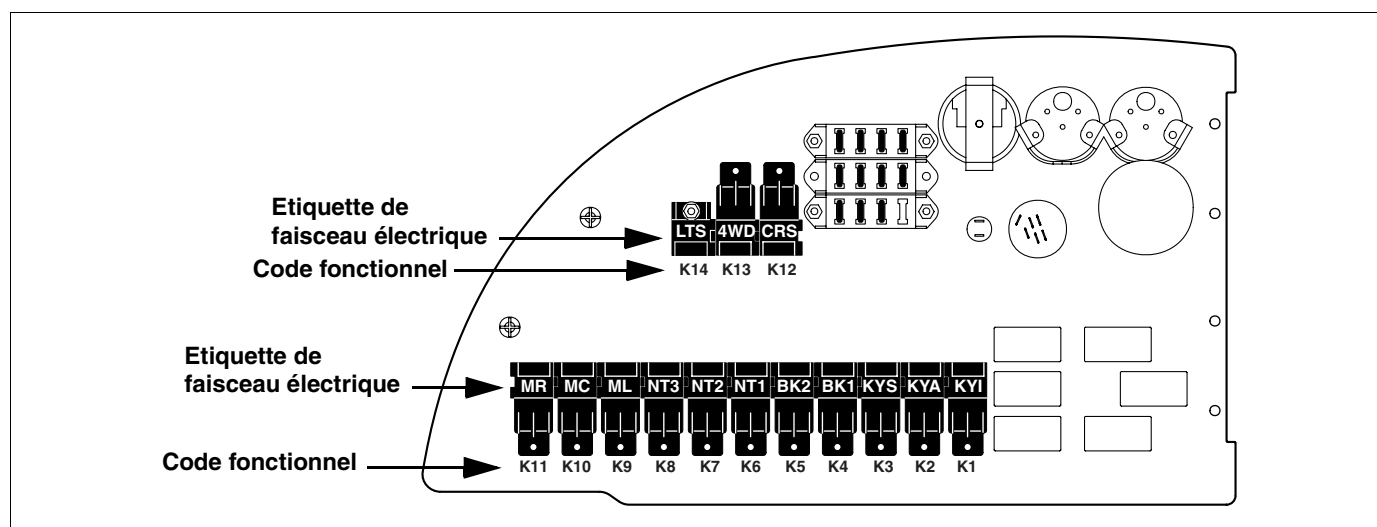 Etiquette de
faisceau électrique
LTS 4WD CRS
Code fonctionnel
K14 K13 K12
Etiquette de
faisceau électrique
MR MC ML NT3 NT2 NT1 BK2 BK1 KYS KYA KYI
Code fonctionnel
K11 K10 K9 K8 K7 K6 K5 K4 K3 K2 K1